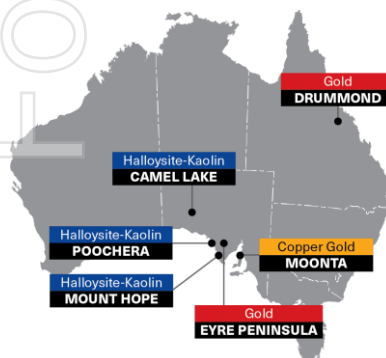 Gold
DRUMMOND
Halloysite-Kaolin
CAMEL LAKE
Halloysite-Kaolin
POOCHERA
Copper Gold
MOONTA
Halloysite-Kaolin
MOUNT HOPE
Gold
EYRE PENINSULA